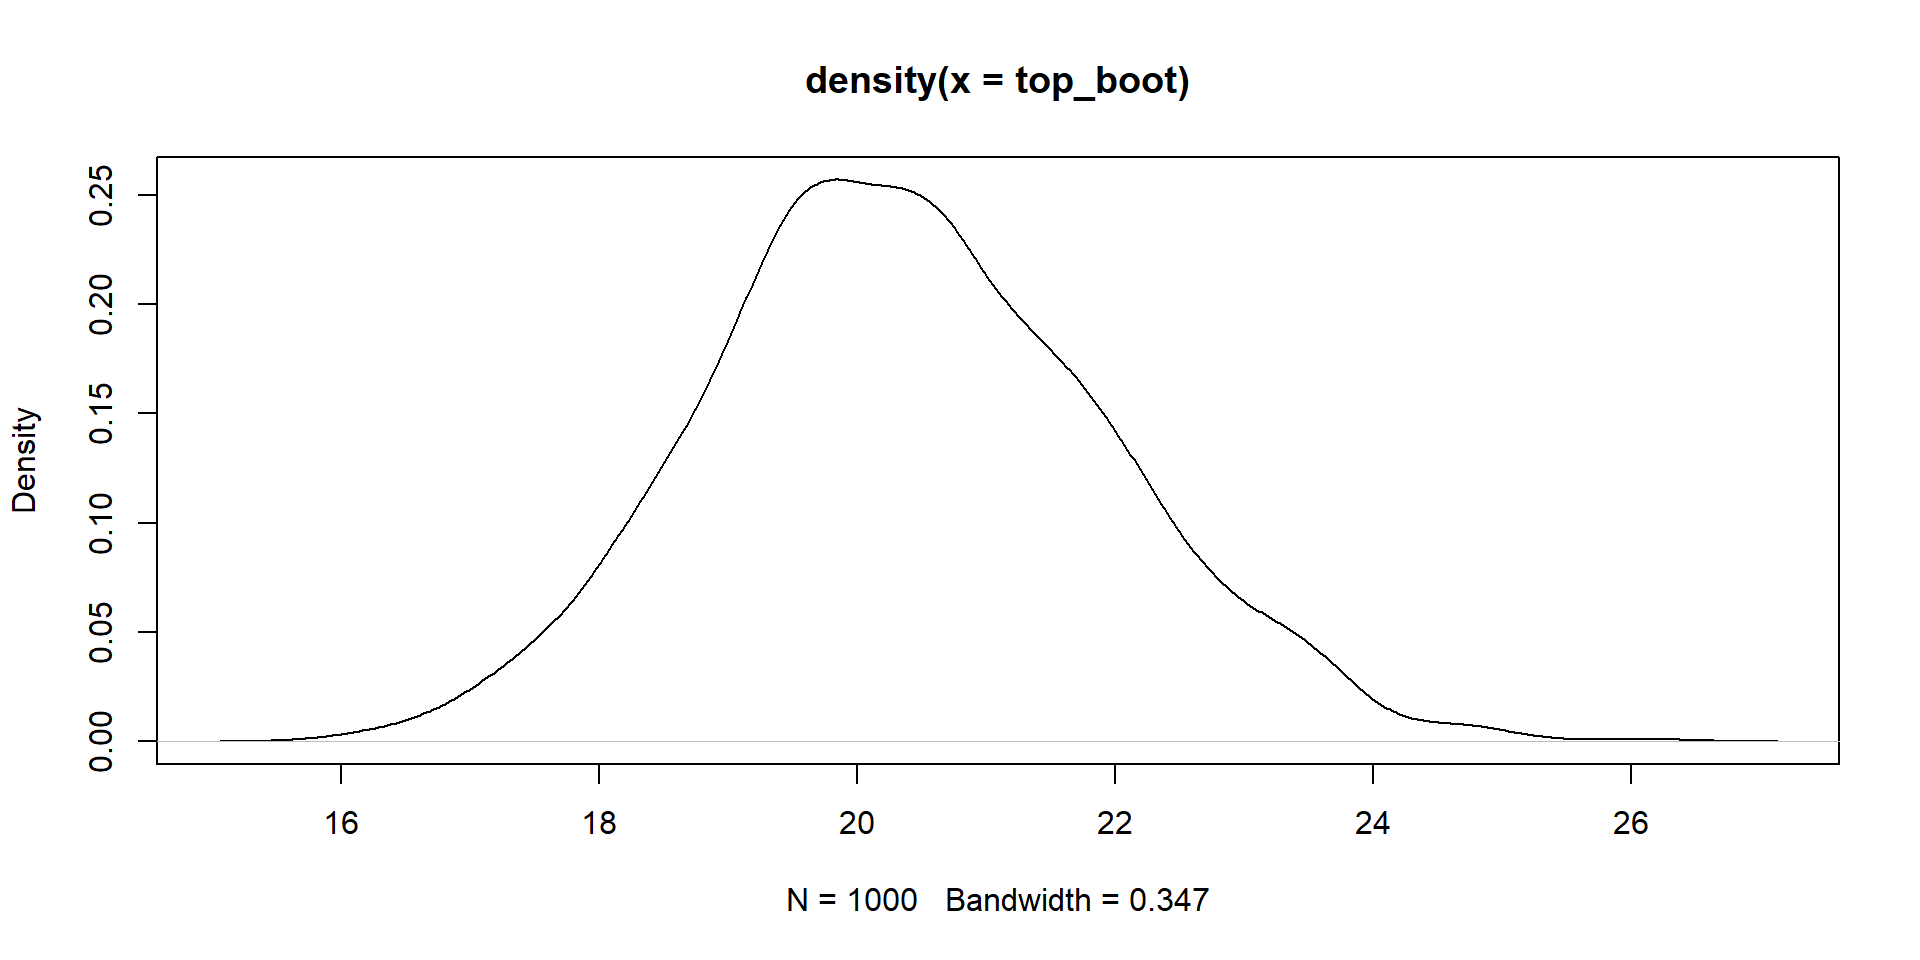 density(x = top_boot)
Density
0.25
0.20
0.15
0.10
0.05
0.00
16 18 20 22 24 26
N = 1000 Bandwidth = 0.347